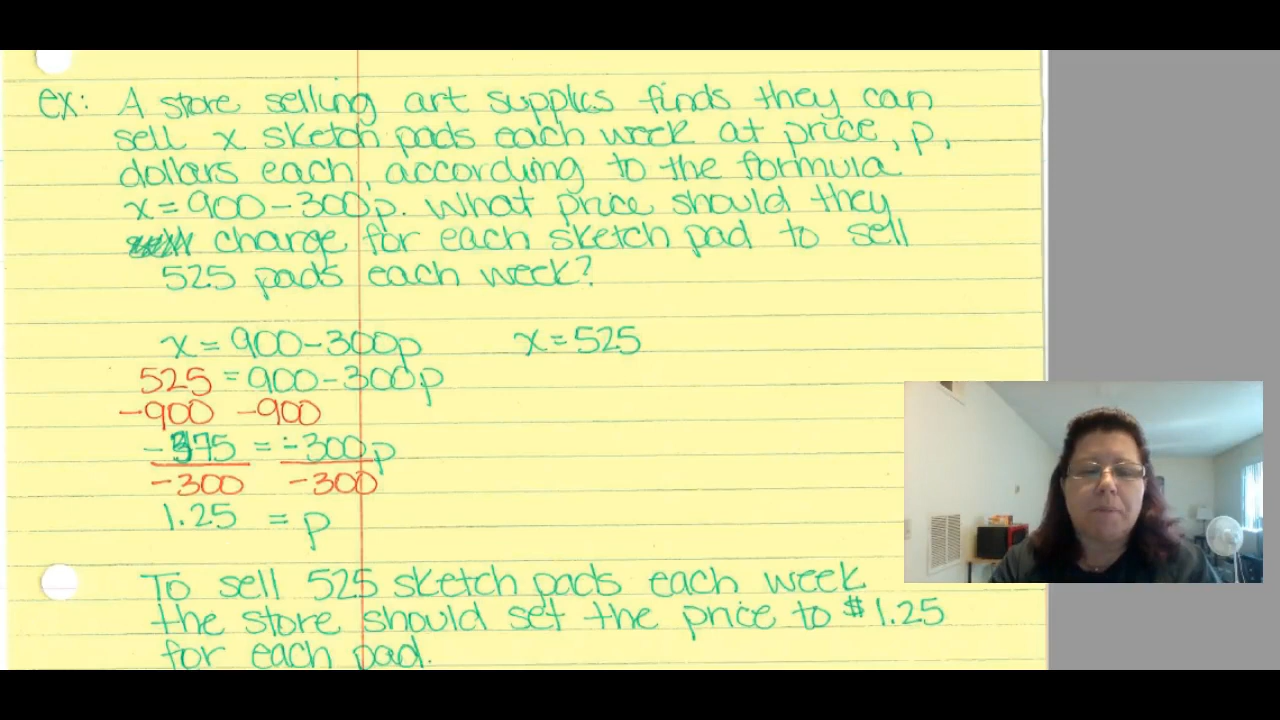 ex: A store selling art supplies finds they can
sell x sketch pads each week at price, p,
dollars each, according to the formula
x = 900 - 300p. What price should they
charge for each sketch pad to sell
525 pads each week?
x = 900 - 300p x = 525
525 = 900 - 300p
-900 -900
-375 = -300p
-300 -300
1.25 = p
To sell 525 sketch pads each week
the store should set the price to $1.25
for each pad.